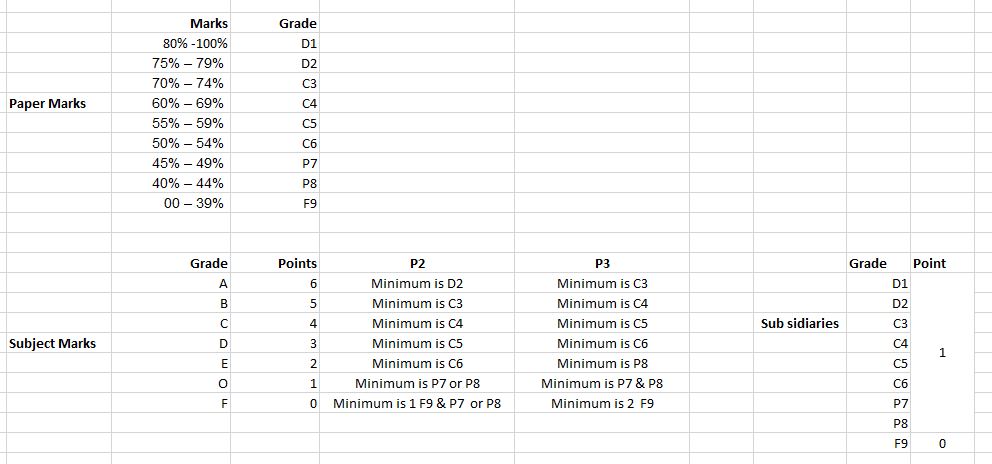 Marks Grade
80% -100% D1
75% – 79% D2
70% – 74% C3
Paper Marks 60% – 69% C4
55% – 59% C5
50% – 54% C6
45% – 49% P7
40% – 44% P8
00 – 39% F9
Grade Points P2 P3 Grade Point
A 6 Minimum is D2 Minimum is C3 D1
B 5 Minimum is C3 Minimum is C4 D2
C 4 Minimum is C4 Minimum is C5 Sub sidiaries C3
Subject Marks D 3 Minimum is C5 Minimum is C6 C4 1
E 2 Minimum is C6 Minimum is P8 C5
O 1 Minimum is P7 or P8 Minimum is P7 & P8 C6
F 0 Minimum is 1 F9 & P7 or P8 Minimum is 2 F9 P7
P8
F9 0